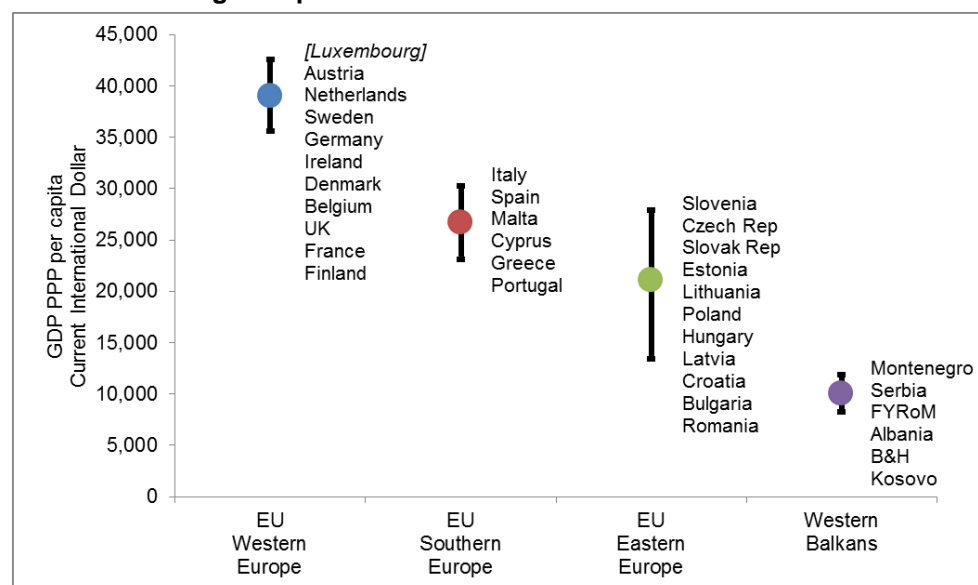 45,000
40,000
35,000
30,000
25,000
20,000
15,000
10,000
5,000
0
GDP PPP per capita
Current International Dollar
[Luxembourg]
Austria
Netherlands
Sweden
Germany
Ireland
Denmark
Belgium
UK
France
Finland
Italy
Spain
Malta
Cyprus
Greece
Portugal
Slovenia
Czech Rep
Slovak Rep
Estonia
Lithuania
Poland
Hungary
Latvia
Croatia
Bulgaria
Romania
Montenegro
Serbia
FYRoM
Albania
B&H
Kosovo
EU
Western
Europe
EU
Southern
Europe
EU
Eastern
Europe
Western
Balkans